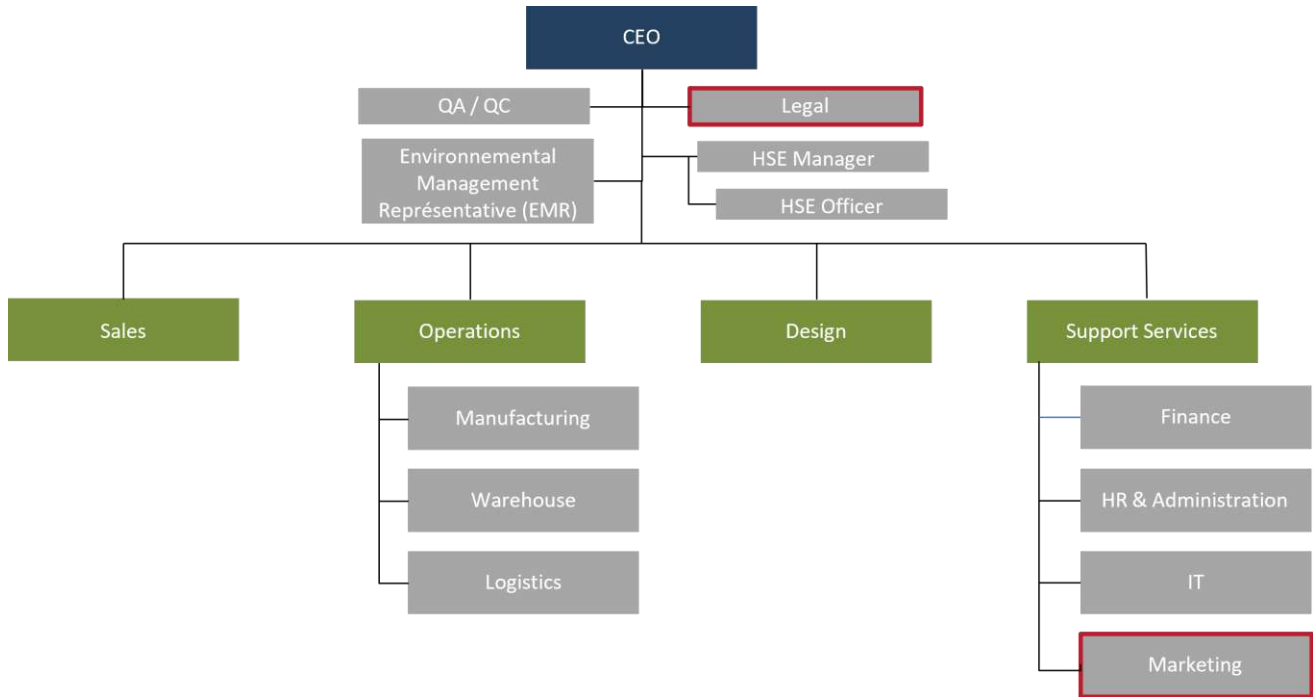 CEO
QA / QC
Legal
Environnemental
Management
Représentative (EMR)
HSE Manager
HSE Officer
Sales
Operations
Design
Support Services
Manufacturing
Warehouse
Logistics
Finance
HR & Administration
IT
Marketing